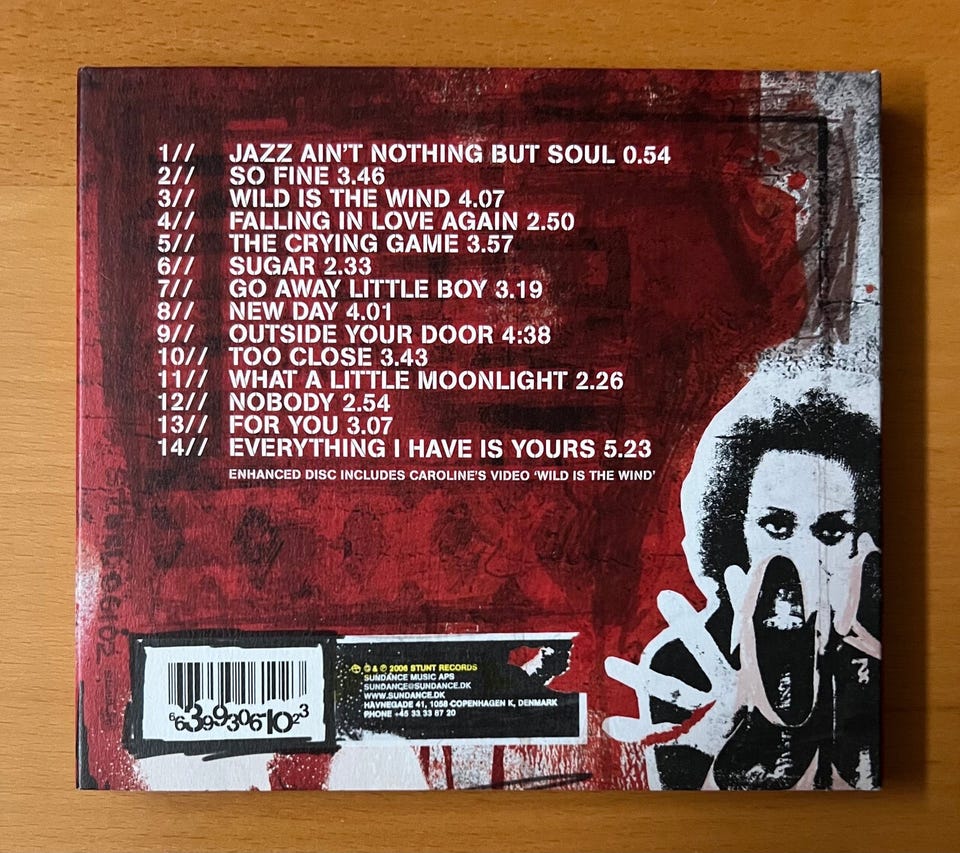 1// JAZZ AIN'T NOTHING BUT SOUL 0.54
2// SO FINE 3.46
3// WILD IS THE WIND 4.07
4// FALLING IN LOVE AGAIN 2.50
5// THE CRYING GAME 3.57
6// SUGAR 2.33
7// GO AWAY LITTLE BOY 3.19
8// NEW DAY 4.01
9// OUTSIDE YOUR DOOR 4:38
10// TOO CLOSE 3.43
11// WHAT A LITTLE MOONLIGHT 2.26
12// NOBODY 2.54
13// FOR YOU 3.07
14// EVERYTHING I HAVE IS YOURS 5.23
ENHANCED DISC INCLUDES CAROLINE'S VIDEO 'WILD IS THE WIND'
© & ℗ 2006 STUNT RECORDS
SUNDANCE MUSIC APS
SUNDANCE@SUNDANCE.DK
WWW.SUNDANCE.DK
HAVNEGADE 41, 1058 COPENHAGEN K, DENMARK
PHONE +45 33 33 87 20
663993061023